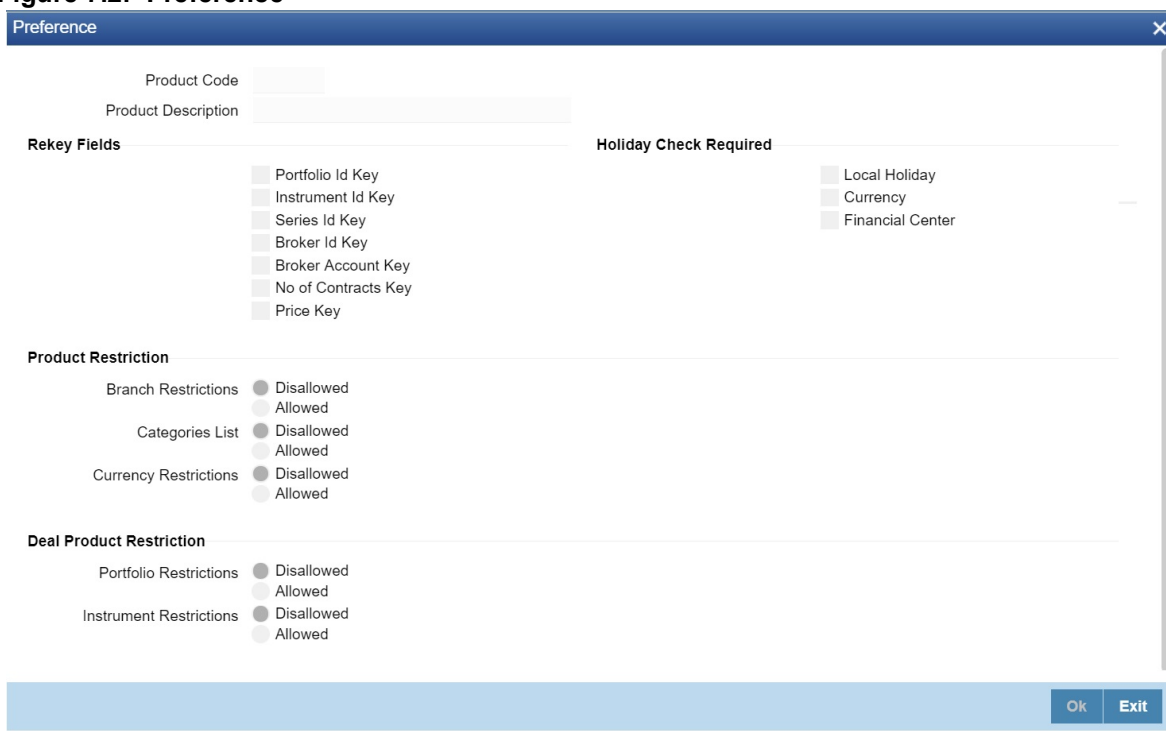 Preference
Product Code
Product Description
Rekey Fields
Holiday Check Required
Portfolio Id Key
Local Holiday
Instrument Id Key
Currency
Series Id Key
Financial Center
Broker Id Key
Broker Account Key
No of Contracts Key
Price Key
Product Restriction
Branch Restrictions Disallowed
Allowed
Categories List Disallowed
Allowed
Currency Restrictions Disallowed
Allowed
Deal Product Restriction
Portfolio Restrictions Disallowed
Allowed
Instrument Restrictions Disallowed
Allowed
Ok Exit